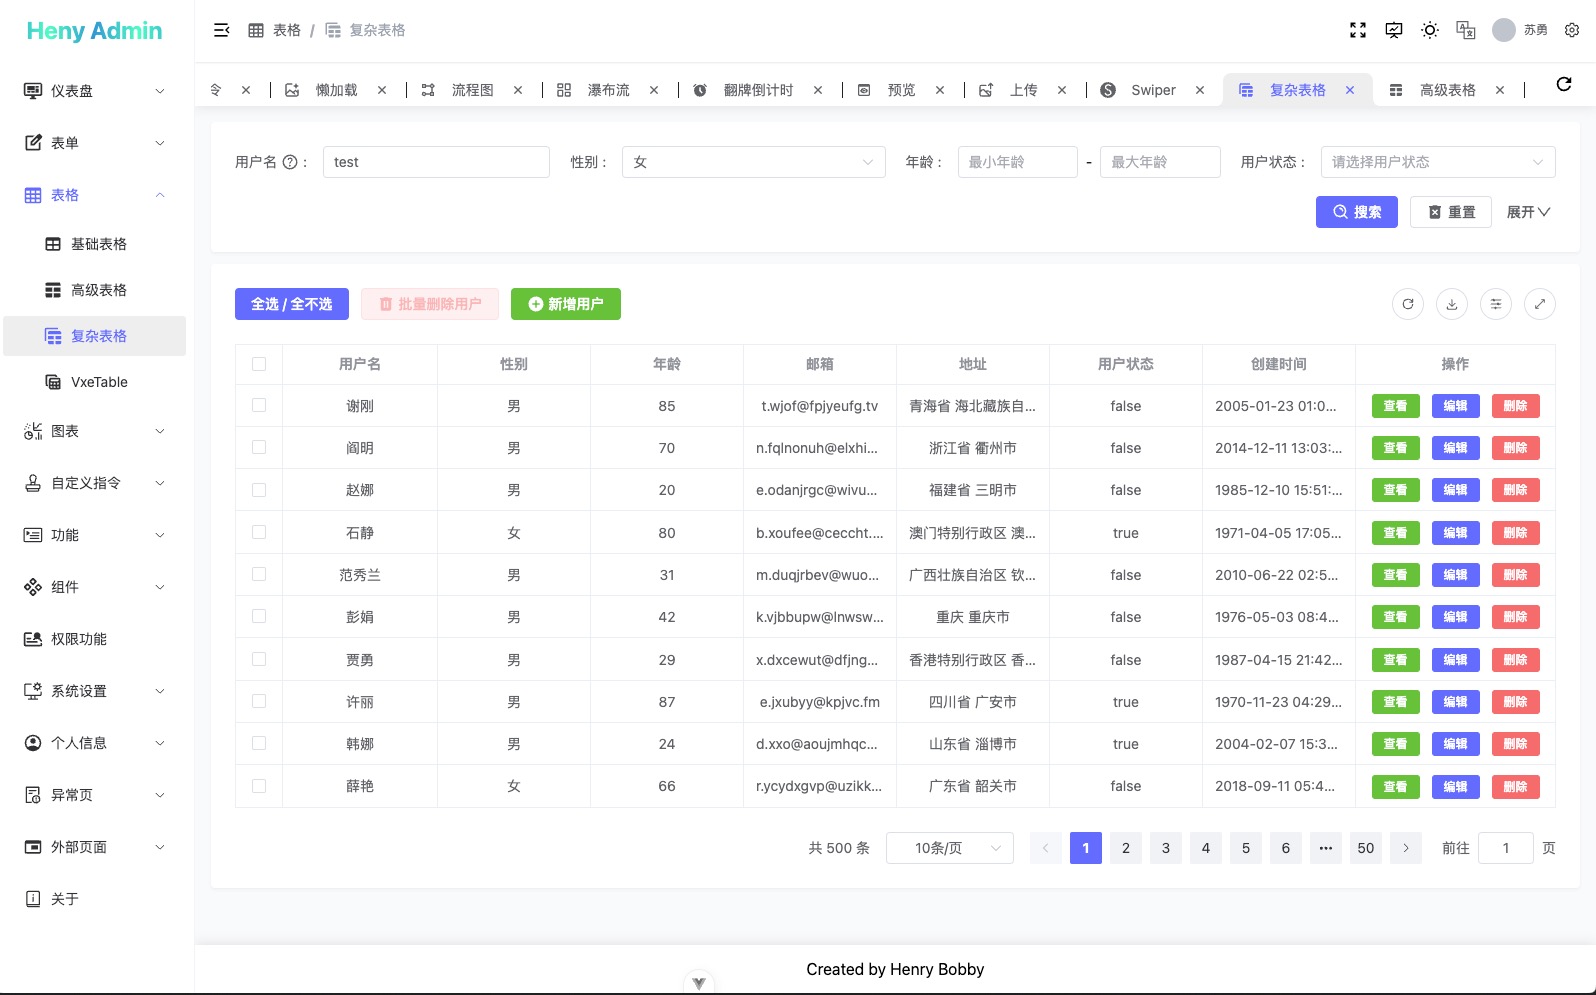 Heny Admin
表格 / 复杂表格
苏勇
仪表盘
表单
表格
基础表格
高级表格
复杂表格
VxeTable
图表
自定义指令
功能
组件
权限功能
系统设置
个人信息
异常页
外部页面
关于
令 懒加载 流程图 瀑布流 翻牌倒计时 预览 上传 Swiper 复杂表格 高级表格
用户名 : test 性别 : 女 年龄 : 最小年龄 - 最大年龄 用户状态 : 请选择用户状态
搜索 重置 展开
全选 / 全不选 批量删除用户 新增用户
用户名 性别 年龄 邮箱 地址 用户状态 创建时间 操作
谢刚 男 85 t.wjof@fpjyeufg.tv 青海省 海北藏族自... false 2005-01-23 01:0... 查看 编辑 删除
阎明 男 70 n.fqlnonuh@elxhi... 浙江省 衢州市 false 2014-12-11 13:03:... 查看 编辑 删除
赵娜 男 20 e.odanjrgc@wivu... 福建省 三明市 false 1985-12-10 15:51:... 查看 编辑 删除
石静 女 80 b.xoufee@ceccht.... 澳门特别行政区 澳... true 1971-04-05 17:05... 查看 编辑 删除
范秀兰 男 31 m.duqjrbev@wuo... 广西壮族自治区 钦... false 2010-06-22 02:5... 查看 编辑 删除
彭娟 男 42 k.vjbbupw@lnwsw... 重庆 重庆市 false 1976-05-03 08:4... 查看 编辑 删除
贾勇 男 29 x.dxcewut@dfjng... 香港特别行政区 香... false 1987-04-15 21:42... 查看 编辑 删除
许丽 男 87 e.jxubyy@kpjvc.fm 四川省 广安市 true 1970-11-23 04:29... 查看 编辑 删除
韩娜 男 24 d.xxo@aoujmhqc... 山东省 淄博市 true 2004-02-07 15:3... 查看 编辑 删除
薛艳 女 66 r.ycydxgvp@uzikk... 广东省 韶关市 false 2018-09-11 05:4... 查看 编辑 删除
共 500 条 10条/页 1 2 3 4 5 6 ... 50 前往 1 页
Created by Henry Bobby